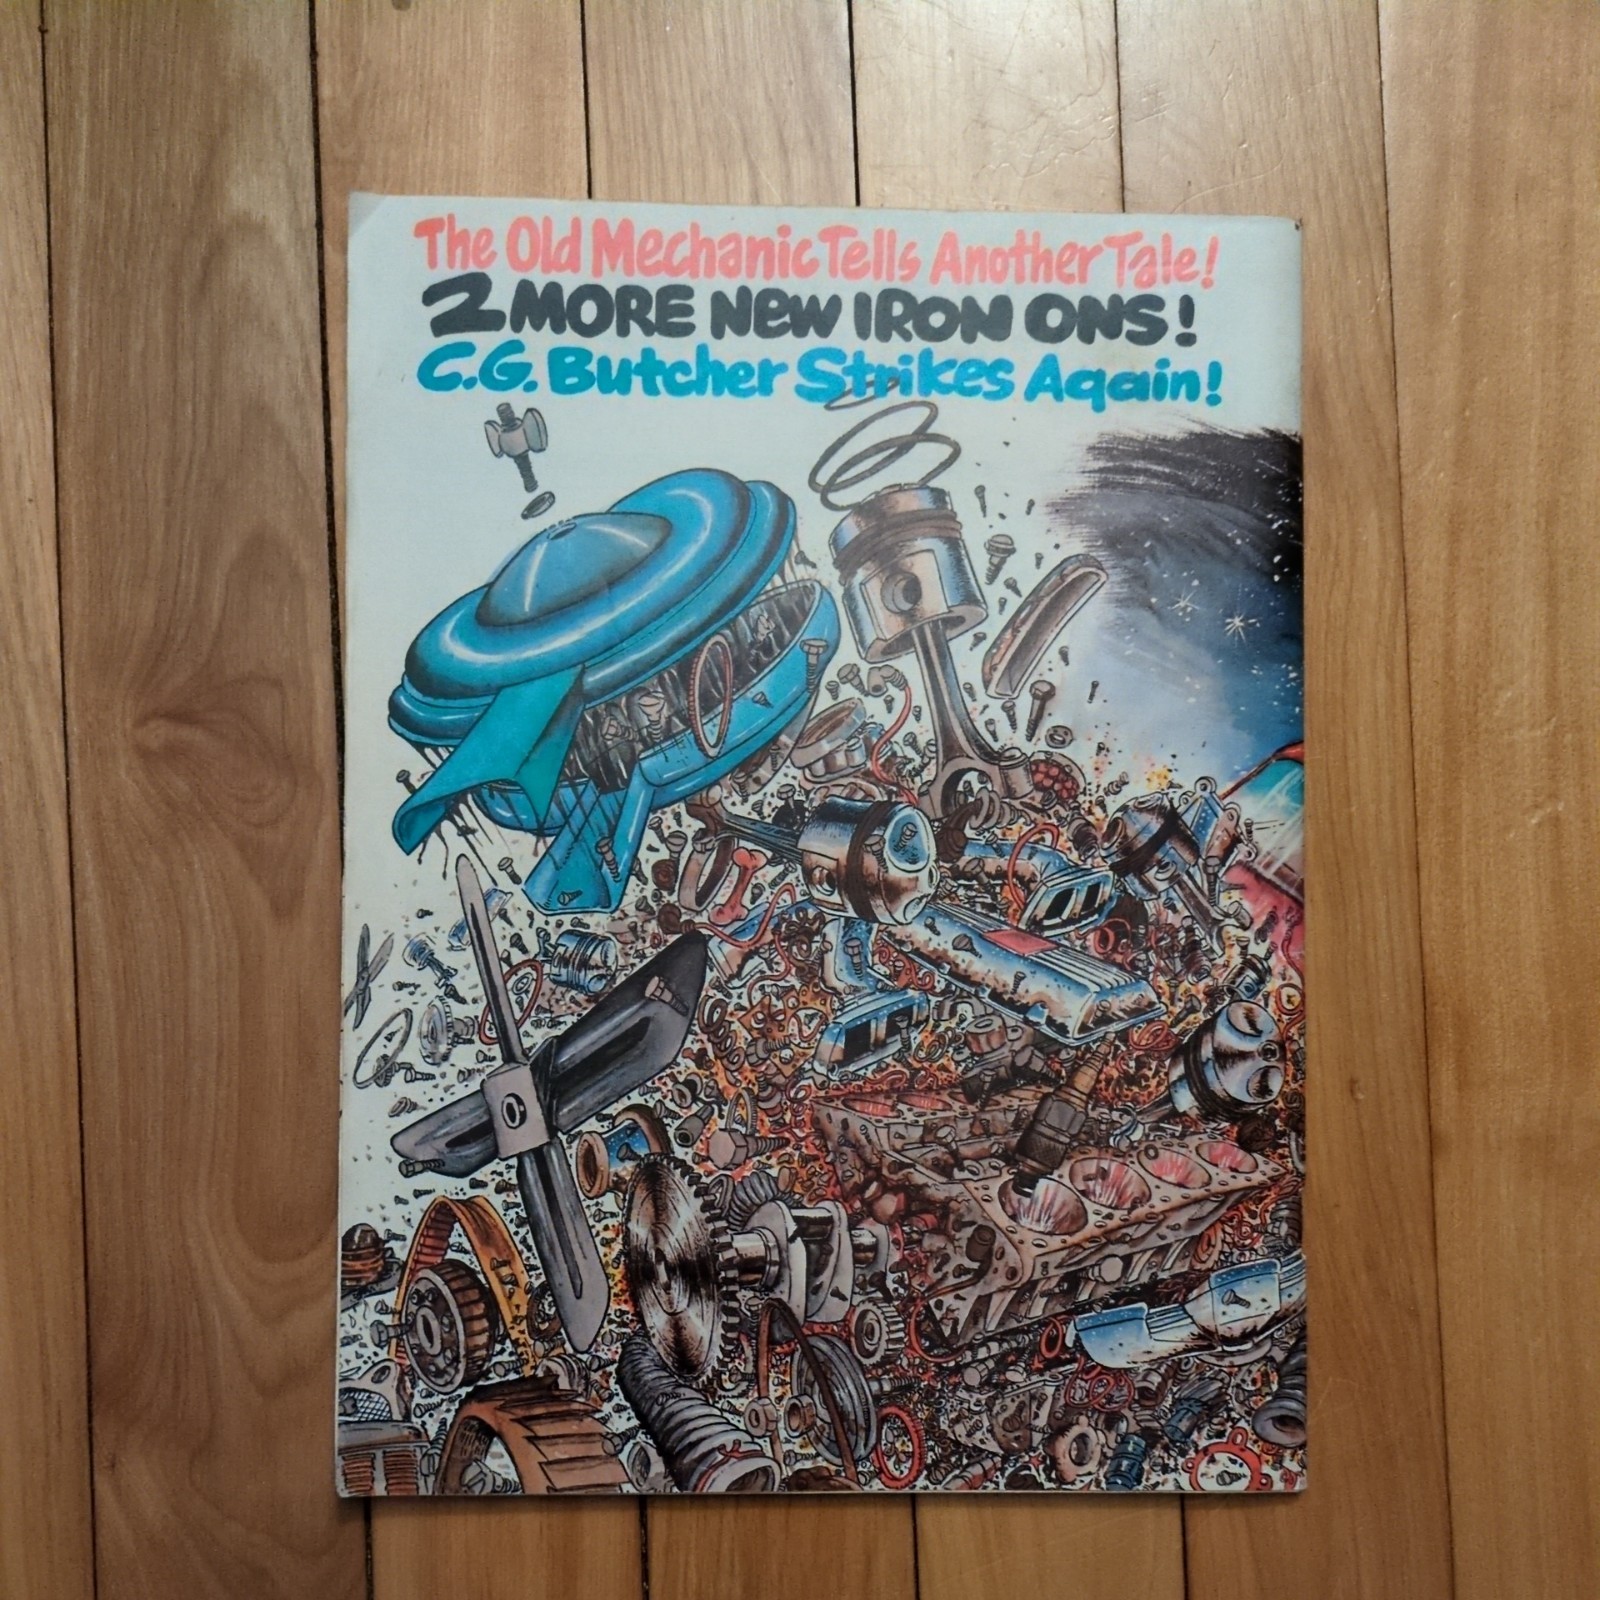 The Old Mechanic Tells Another Tale!
2 MORE NEW IRON ONS!
C.G. Butcher Strikes Again!